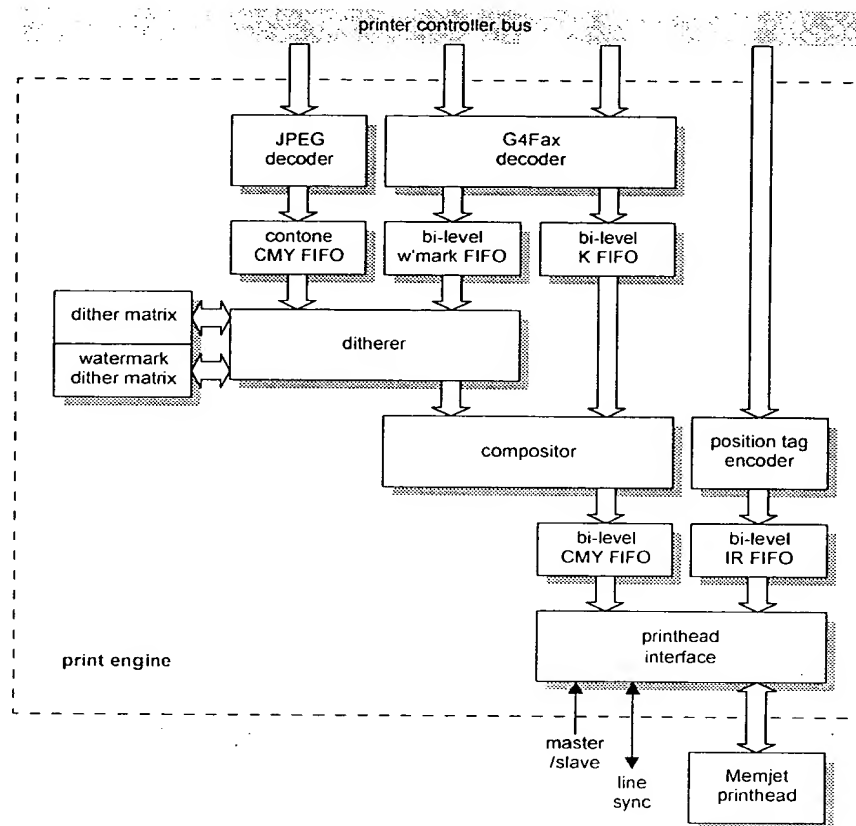 printer controller bus
JPEG
decoder
G4Fax
decoder
contone
CMY FIFO
bi-level
w'mark FIFO
bi-level
K FIFO
dither matrix
watermark
dither matrix
ditherer
compositor
position tag
encoder
bi-level
CMY FIFO
bi-level
IR FIFO
printhead
interface
print engine
master
/slave
line
sync
Memjet
printhead